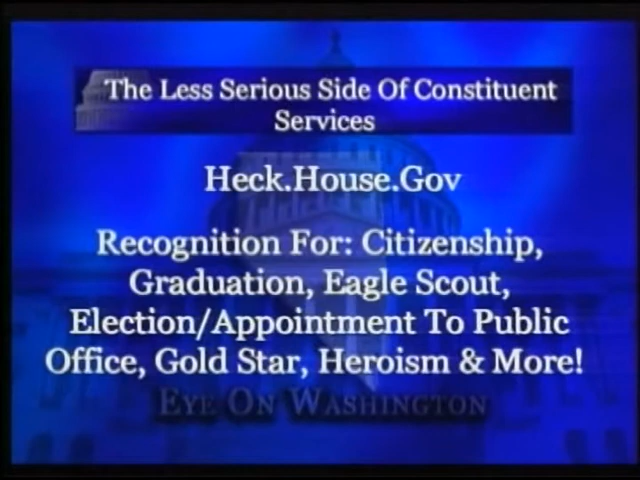 The Less Serious Side Of Constituent
Services
Heck.House.Gov
Recognition For: Citizenship,
Graduation, Eagle Scout,
Election/Appointment To Public
Office, Gold Star, Heroism & More!
EYE ON WASHINGTON